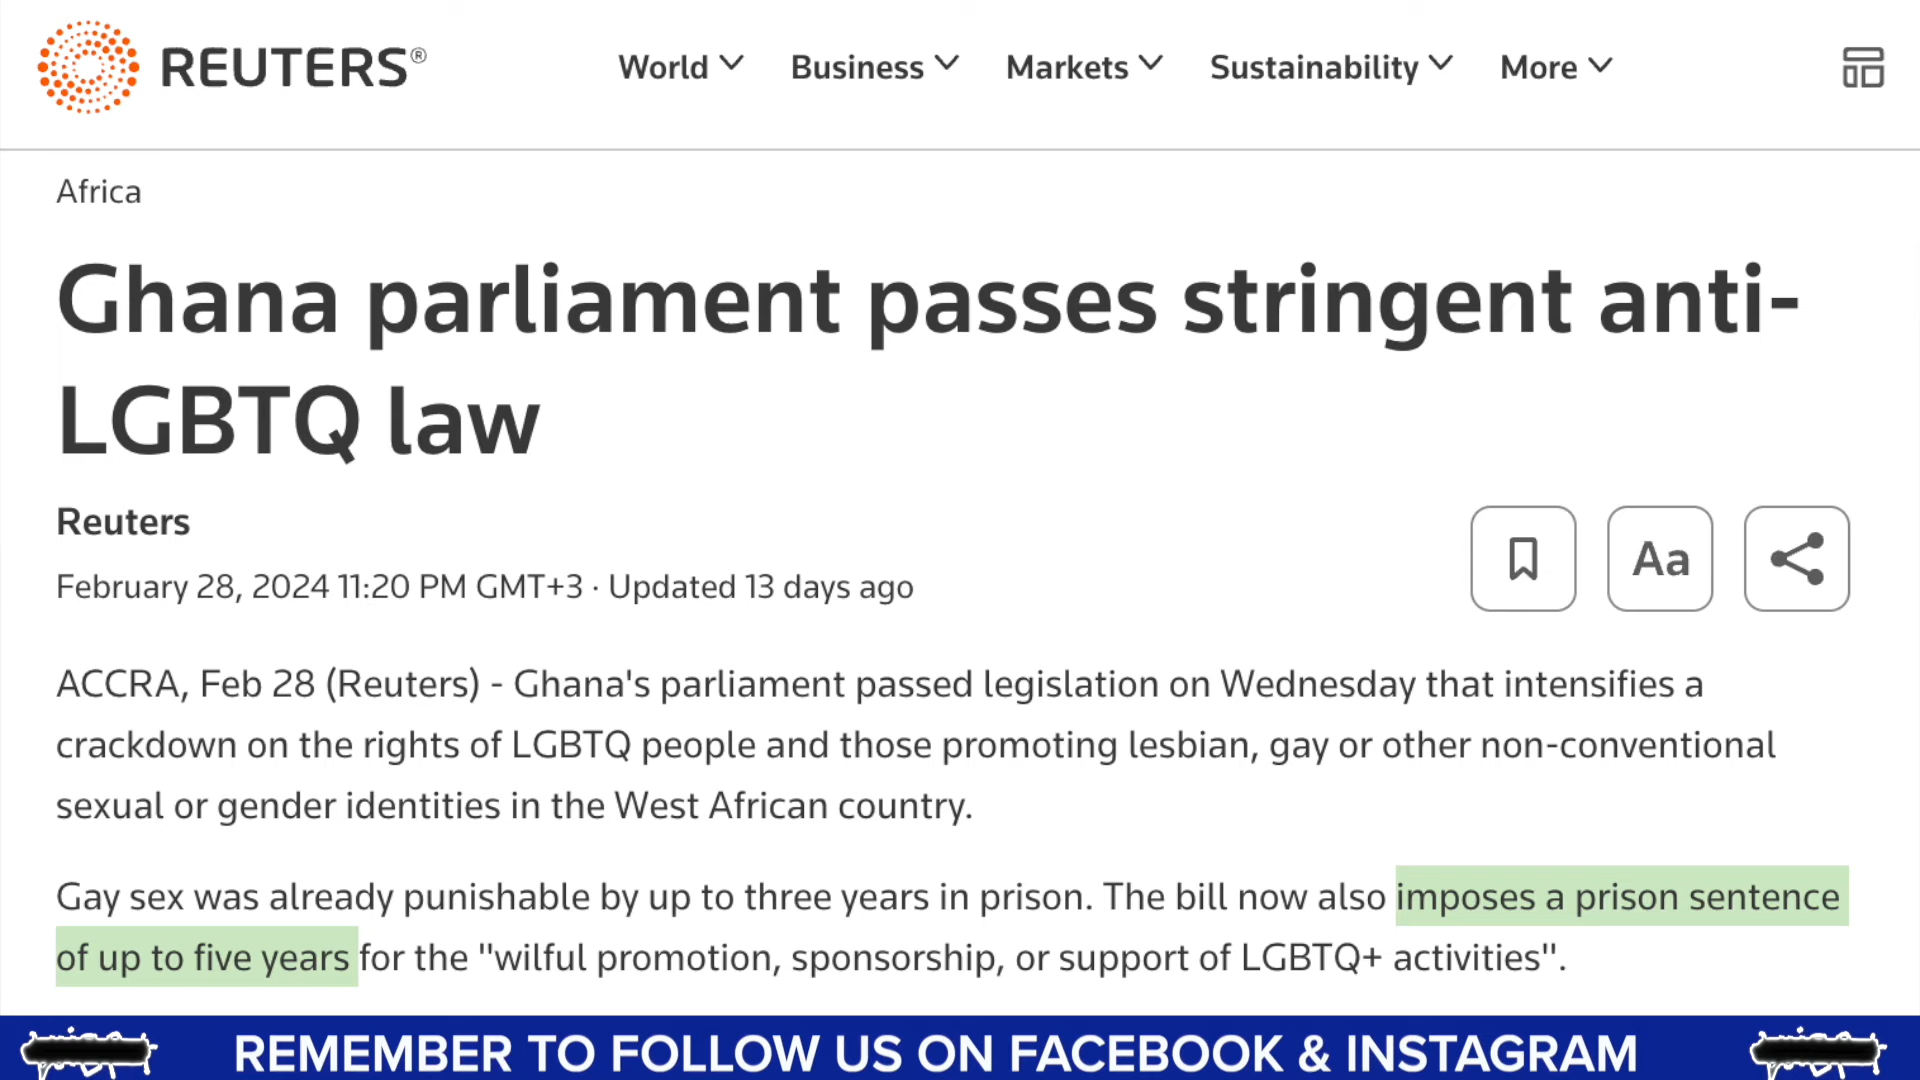 REUTERS®
World Business Markets Sustainability More
Africa
Ghana parliament passes stringent anti-
LGBTQ law
Reuters
February 28, 2024 11:20 PM GMT+3 · Updated 13 days ago
Aa
ACCRA, Feb 28 (Reuters) - Ghana's parliament passed legislation on Wednesday that intensifies a
crackdown on the rights of LGBTQ people and those promoting lesbian, gay or other non-conventional
sexual or gender identities in the West African country.
Gay sex was already punishable by up to three years in prison. The bill now also imposes a prison sentence
of up to five years for the "wilful promotion, sponsorship, or support of LGBTQ+ activities".
REMEMBER TO FOLLOW US ON FACEBOOK & INSTAGRAM